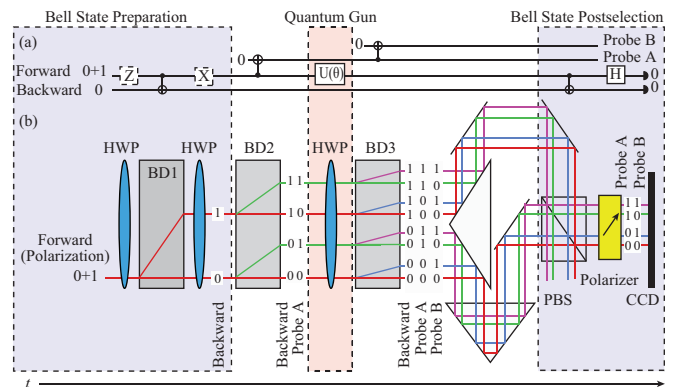 Bell State Preparation Quantum Gun Bell State Postselection
(a)
0 Probe B
0 Probe A
Forward 0+1 Z X U(θ) H 0
Backward 0 0
(b)
HWP BD1 HWP BD2 HWP BD3
Probe A
Probe B
1 1 1 1 1
1 1 0
1 1 0 1 0 1
1 0 0
0 1 0 1 1
0 1 0
0 0 0 0 0 1
0 0 0
1 1
1 0
0 1
0 0
Forward
(Polarization)
0+1
Backward
Backward
Probe A
Backward
Probe A
Probe B
PBS Polarizer CCD
t